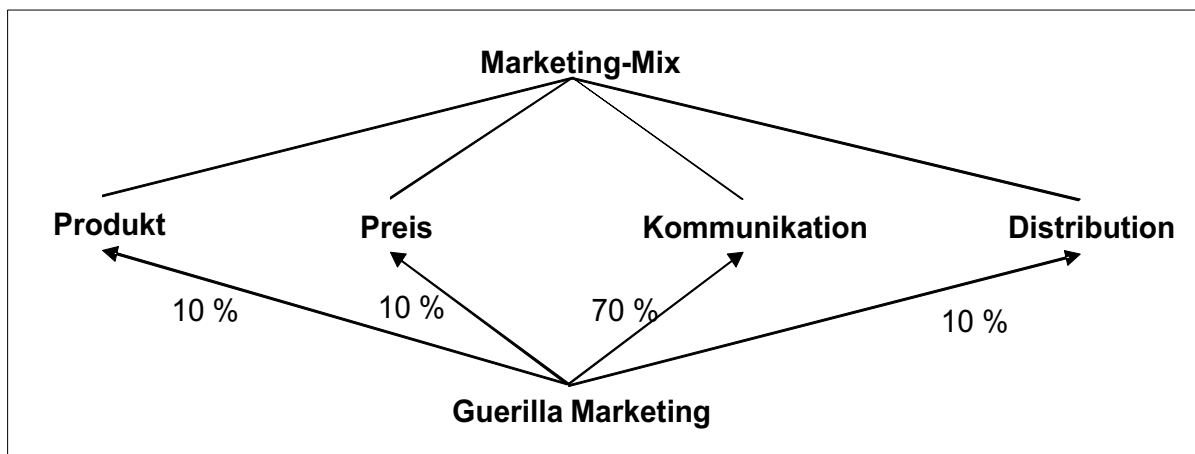 Marketing-Mix
Produkt Preis Kommunikation Distribution
10 % 10 % 70 % 10 %
Guerilla Marketing